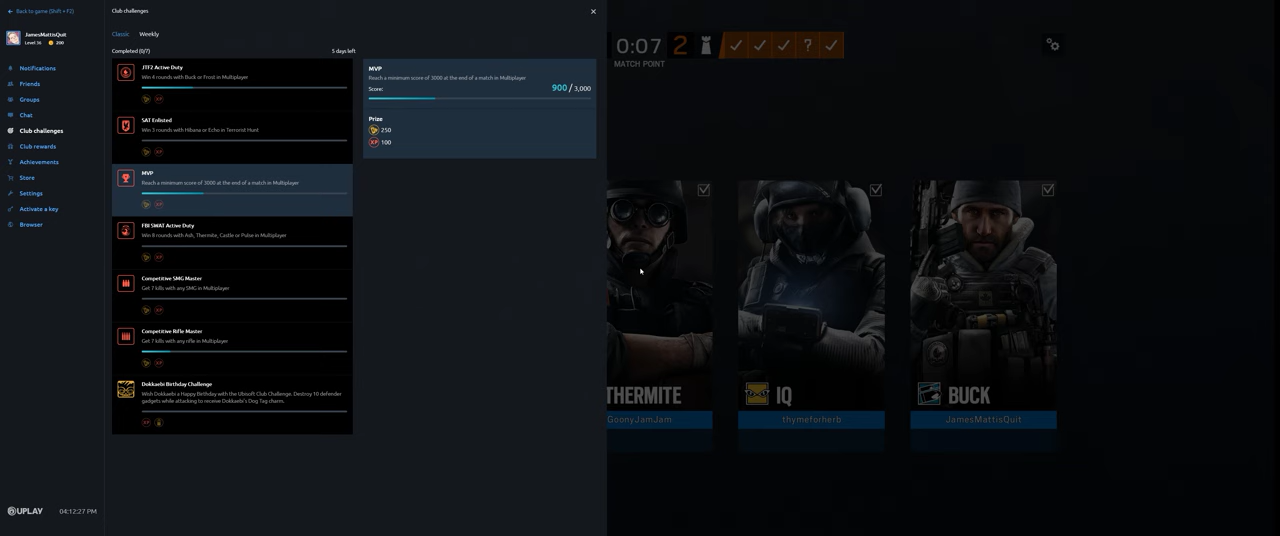 Back to game (Shift + F2)
JamesMattisQuit
Level 36
200
Notifications
Friends
Groups
Chat
Club challenges
Club rewards
Achievements
Store
Settings
Activate a key
Browser
UPLAY
04:12:27 PM
Club challenges
Classic
Weekly
Completed (0/7)
5 days left
JTF2 Active Duty
Win 4 rounds with Buck or Frost in Multiplayer
XP
SAT Enlisted
Win 3 rounds with Hibana or Echo in Terrorist Hunt
XP
MVP
Reach a minimum score of 3000 at the end of a match in Multiplayer
XP
FBI SWAT Active Duty
Win 8 rounds with Ash, Thermite, Castle or Pulse in Multiplayer
XP
Competitive SMG Master
Get 7 kills with any SMG in Multiplayer
XP
Competitive Rifle Master
Get 7 kills with any rifle in Multiplayer
XP
Dokkaebi Birthday Challenge
Wish Dokkaebi a Happy Birthday with the Ubisoft Club Challenge. Destroy 10 defender
gadgets while attacking to receive Dokkaebi's Dog Tag charm.
XP
MVP
Reach a minimum score of 3000 at the end of a match in Multiplayer
Score:
900 / 3,000
Prize
250
XP 100
0:07 2 ?
MATCH POINT
THERMITE
GoonyJamJam
IQ
thymeforherb
BUCK
JamesMattisQuit